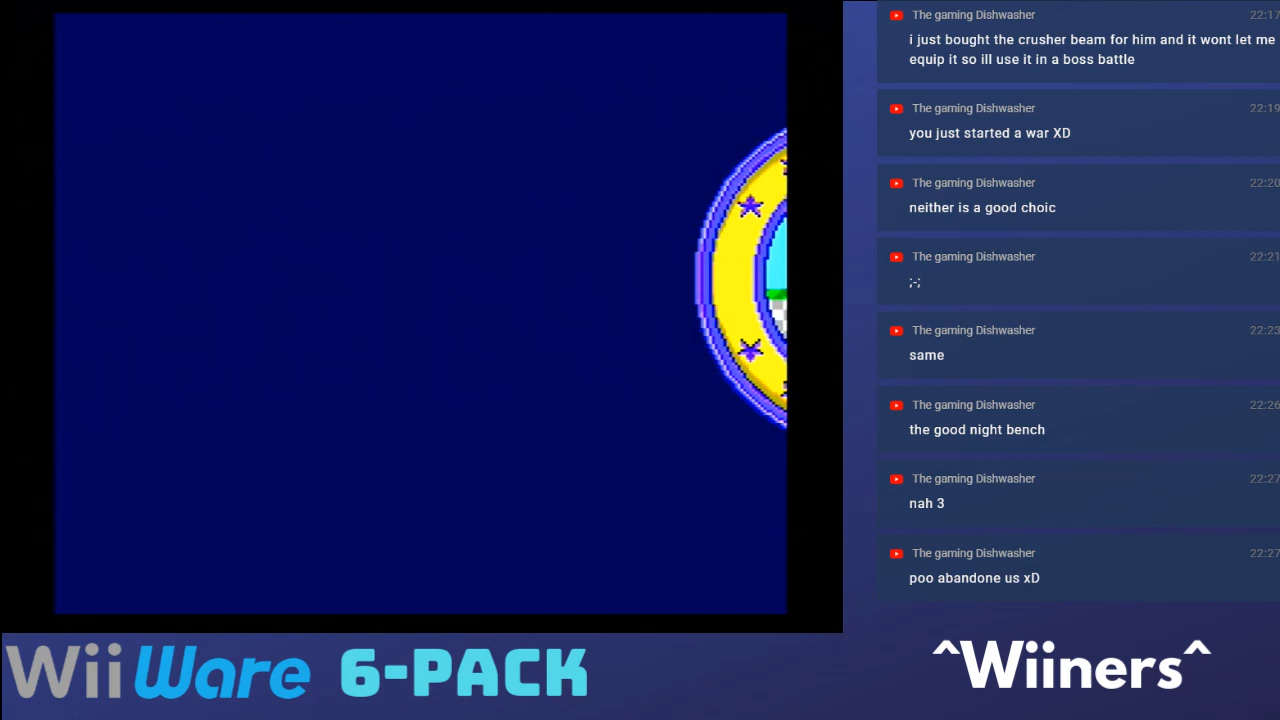 The gaming Dishwasher 22:17
i just bought the crusher beam for him and it wont let me
equip it so ill use it in a boss battle
The gaming Dishwasher 22:19
you just started a war XD
The gaming Dishwasher 22:20
neither is a good choic
The gaming Dishwasher 22:21
;-;
The gaming Dishwasher 22:23
same
The gaming Dishwasher 22:26
the good night bench
The gaming Dishwasher 22:27
nah 3
The gaming Dishwasher 22:27
poo abandone us xD
WiiWare 6-PACK
^Wiiners^